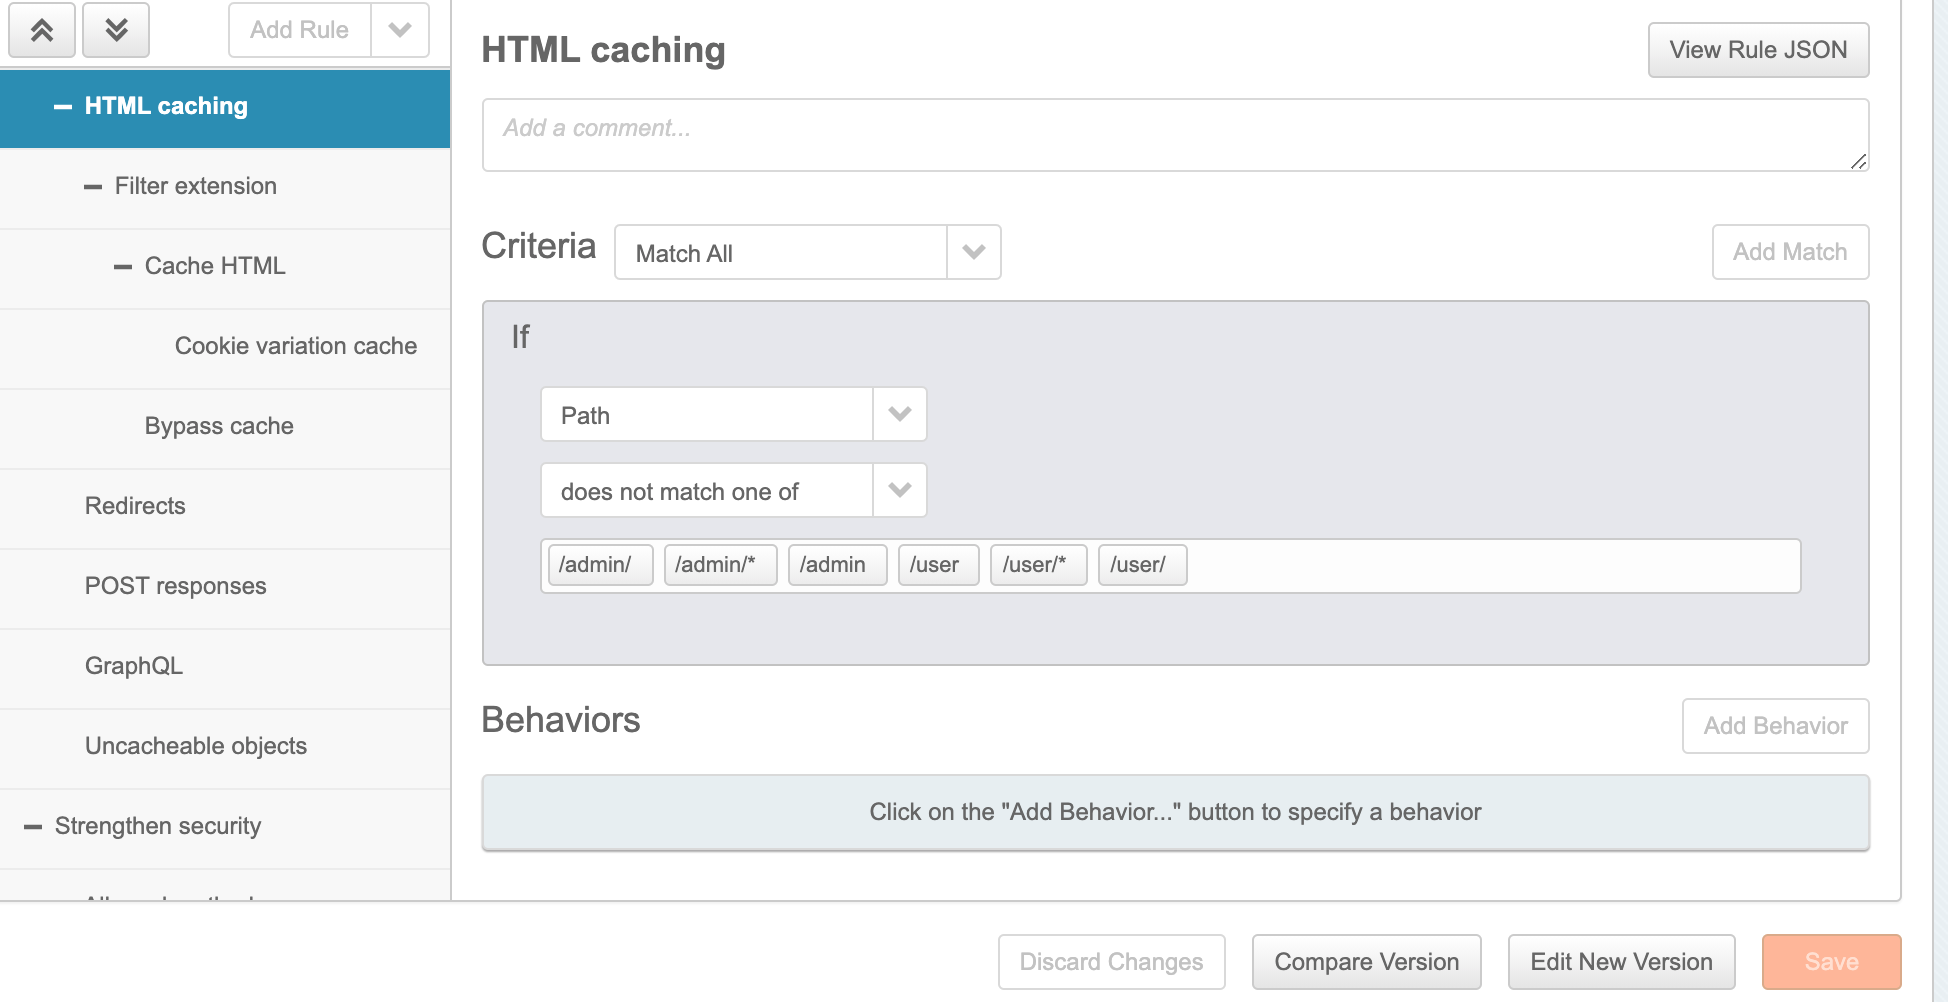 Add Rule
HTML caching
Filter extension
Cache HTML
Cookie variation cache
Bypass cache
Redirects
POST responses
GraphQL
Uncacheable objects
Strengthen security
HTML caching
View Rule JSON
Add a comment...
Criteria
Match All
Add Match
If
Path
does not match one of
/admin/ /admin/* /admin /user /user/* /user/
Behaviors
Add Behavior
Click on the "Add Behavior..." button to specify a behavior
Discard Changes
Compare Version
Edit New Version
Save